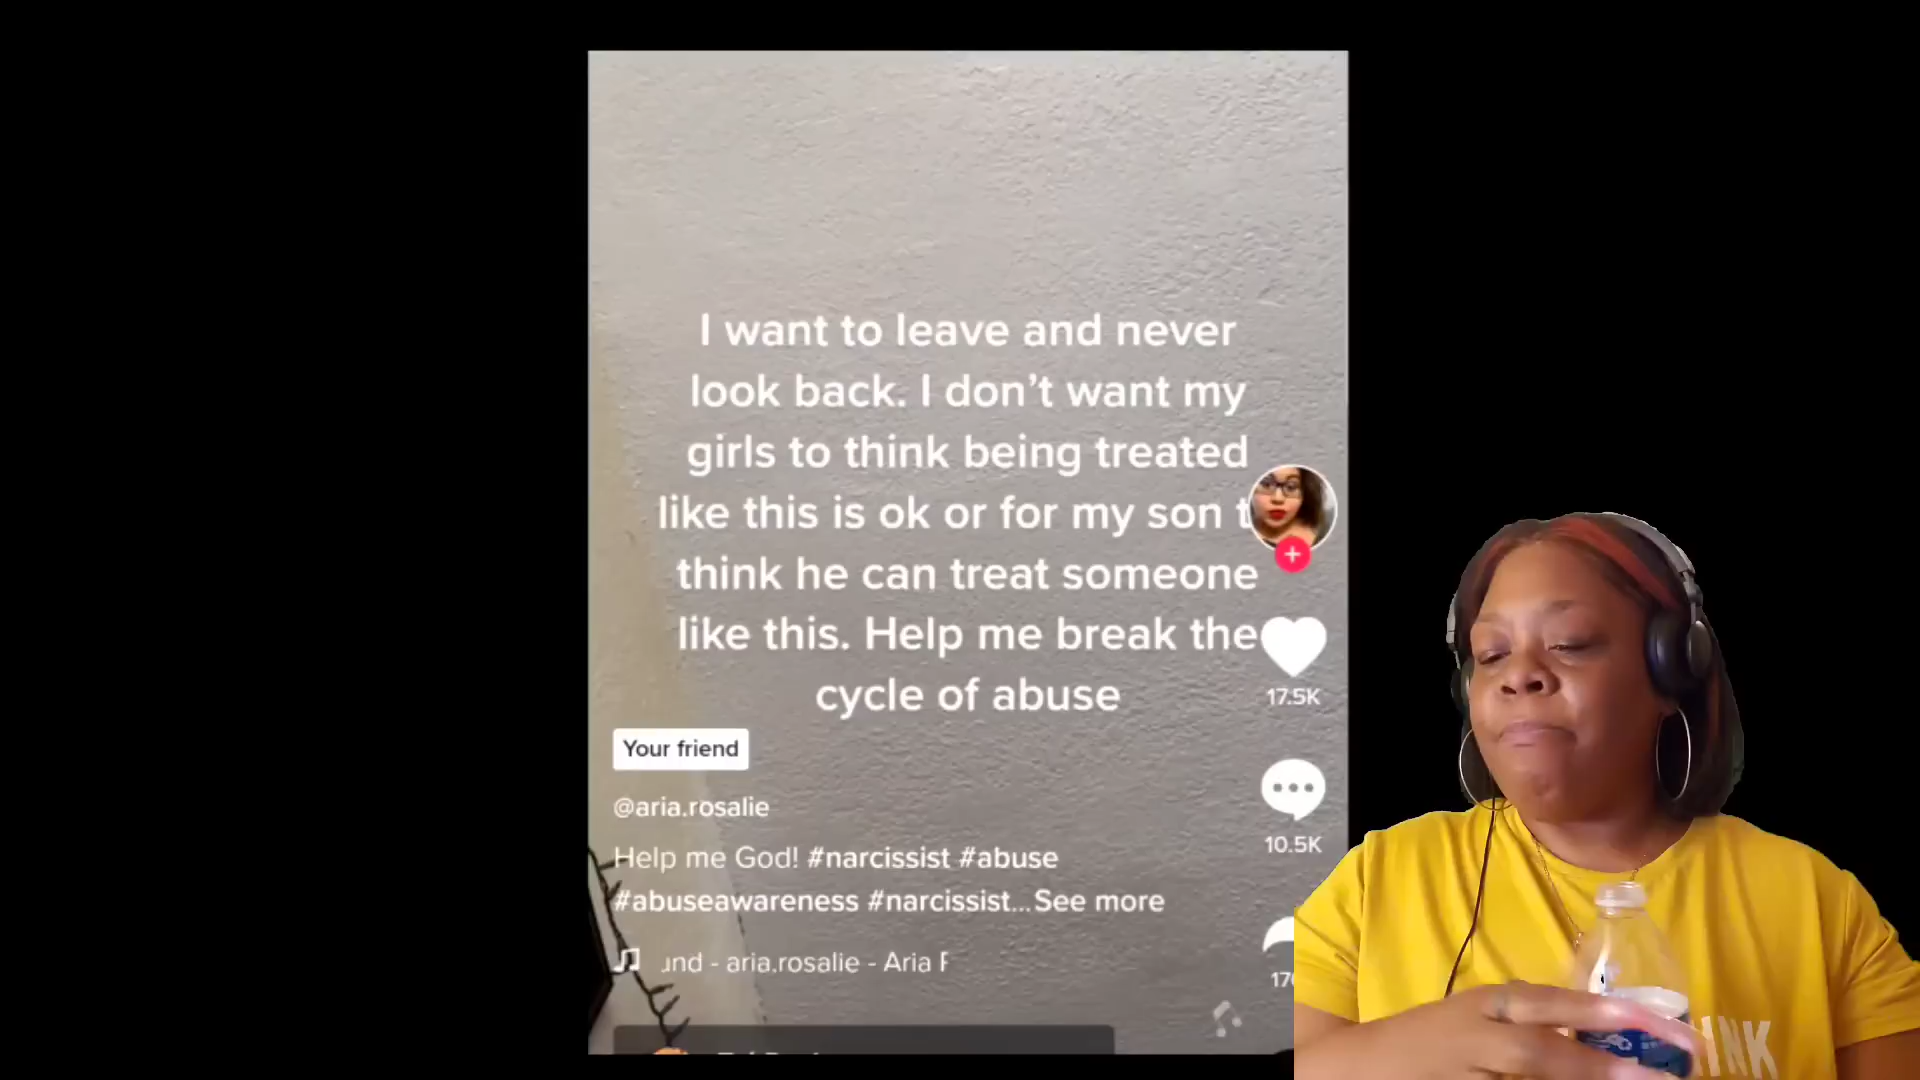 I want to leave and never
look back. I don't want my
girls to think being treated
like this is ok or for my son
think he can treat someone
like this. Help me break the
cycle of abuse
17.5K
Your friend
@aria.rosalie
10.5K
Help me God! #narcissist #abuse
#abuseawareness #narcissist...See more
- aria.rosalie - Aria